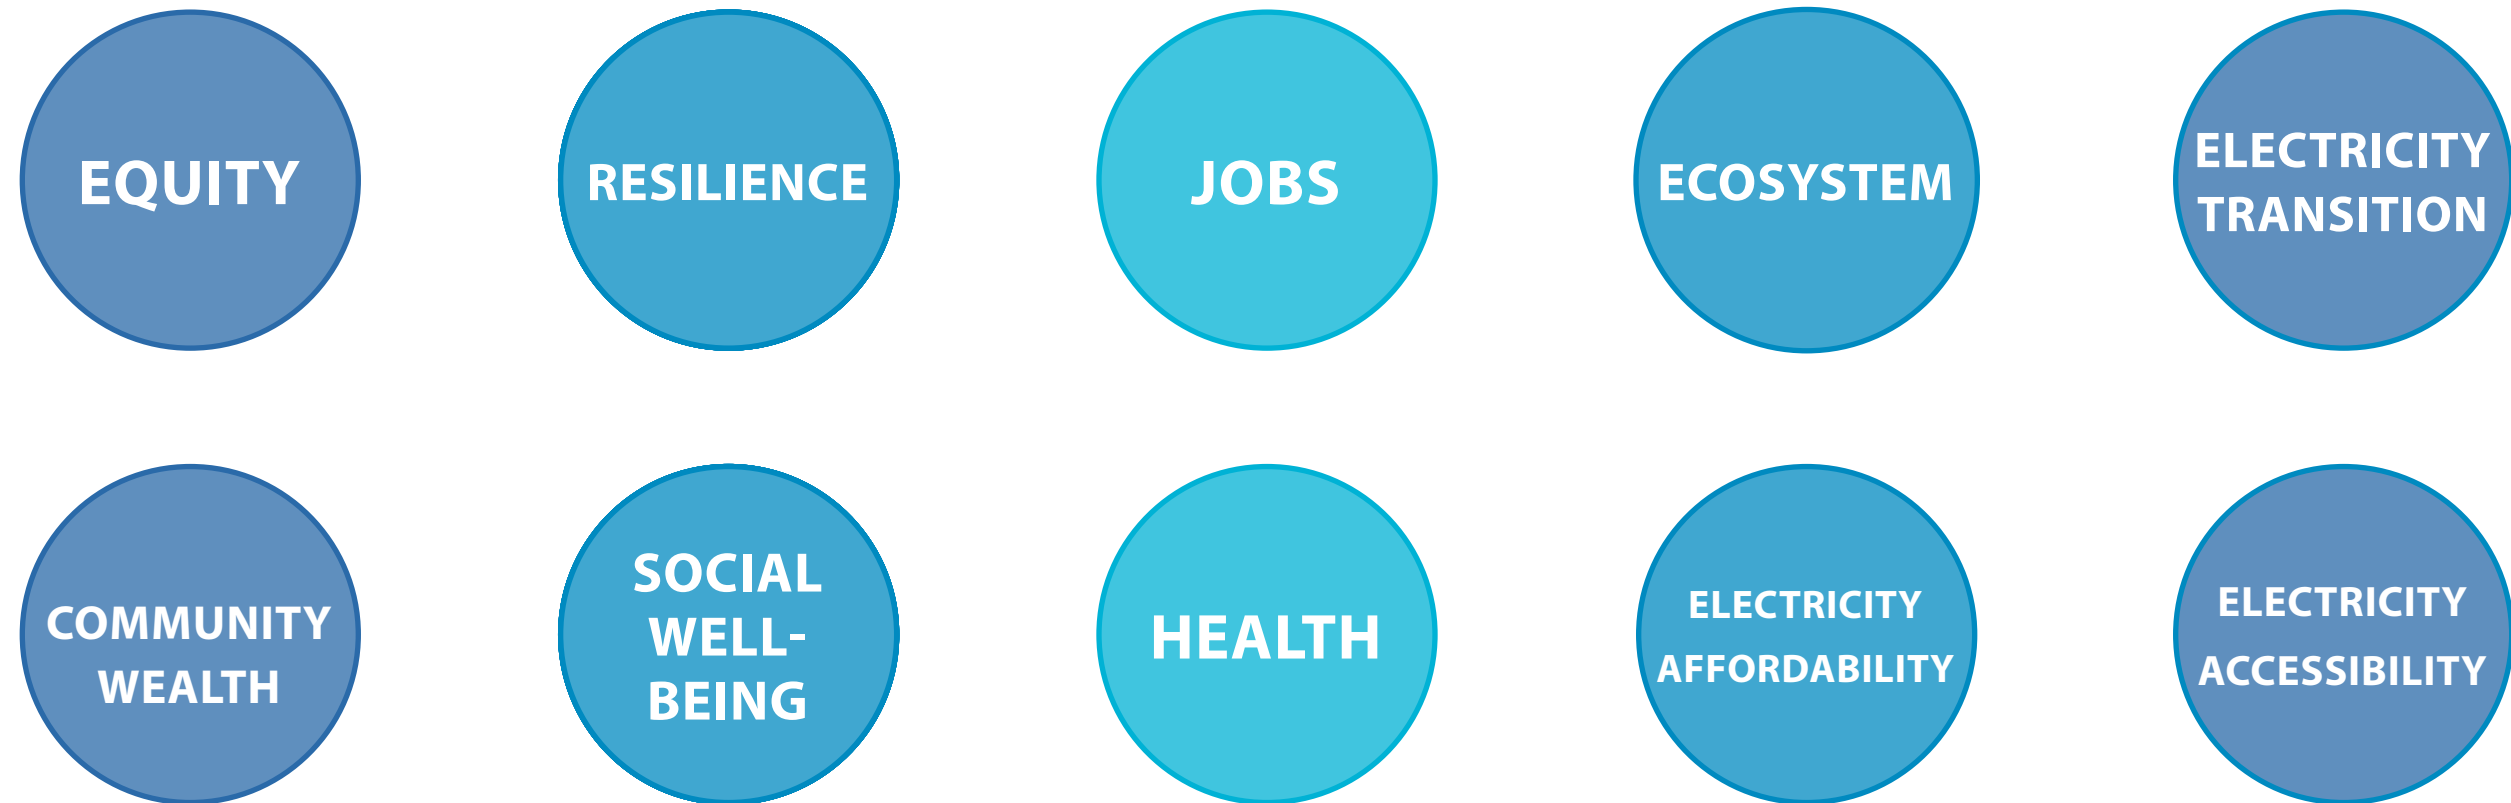 EQUITY
RESILIENCE
JOBS
ECOSYSTEM
ELECTRICITY
TRANSITION
COMMUNITY
WEALTH
SOCIAL
WELL-
BEING
HEALTH
ELECTRICITY
AFFORDABILITY
ELECTRICITY
ACCESSIBILITY